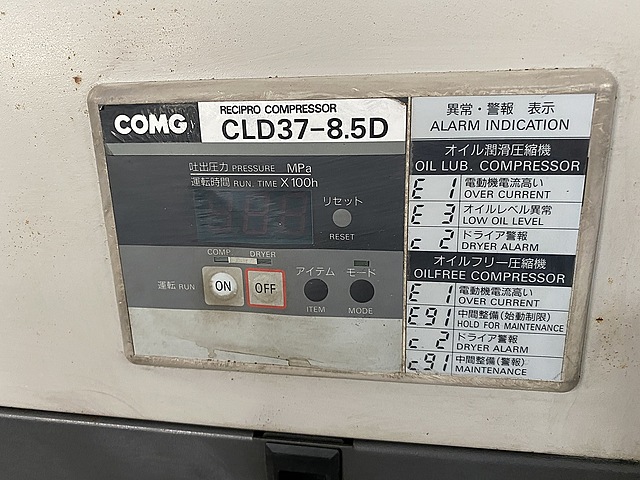 COMG
RECIPRO COMPRESSOR
CLD37-8.5D
吐出圧力 PRESSURE MPa
運転時間 RUN. TIME X100h
リセット
RESET
COMP DRYER
運転 RUN
ON
OFF
アイテム
ITEM
モード
MODE
異常・警報 表示
ALARM INDICATION
オイル潤滑圧縮機
OIL LUB. COMPRESSOR
E 1 電動機電流高い
OVER CURRENT
E 3 オイルレベル異常
LOW OIL LEVEL
c 2 ドライア警報
DRYER ALARM
オイルフリー圧縮機
OILFREE COMPRESSOR
E 1 電動機電流高い
OVER CURRENT
E91 中間整備(始動制限)
HOLD FOR MAINTENANCE
c 2 ドライア警報
DRYER ALARM
c91 中間整備(警報)
MAINTENANCE